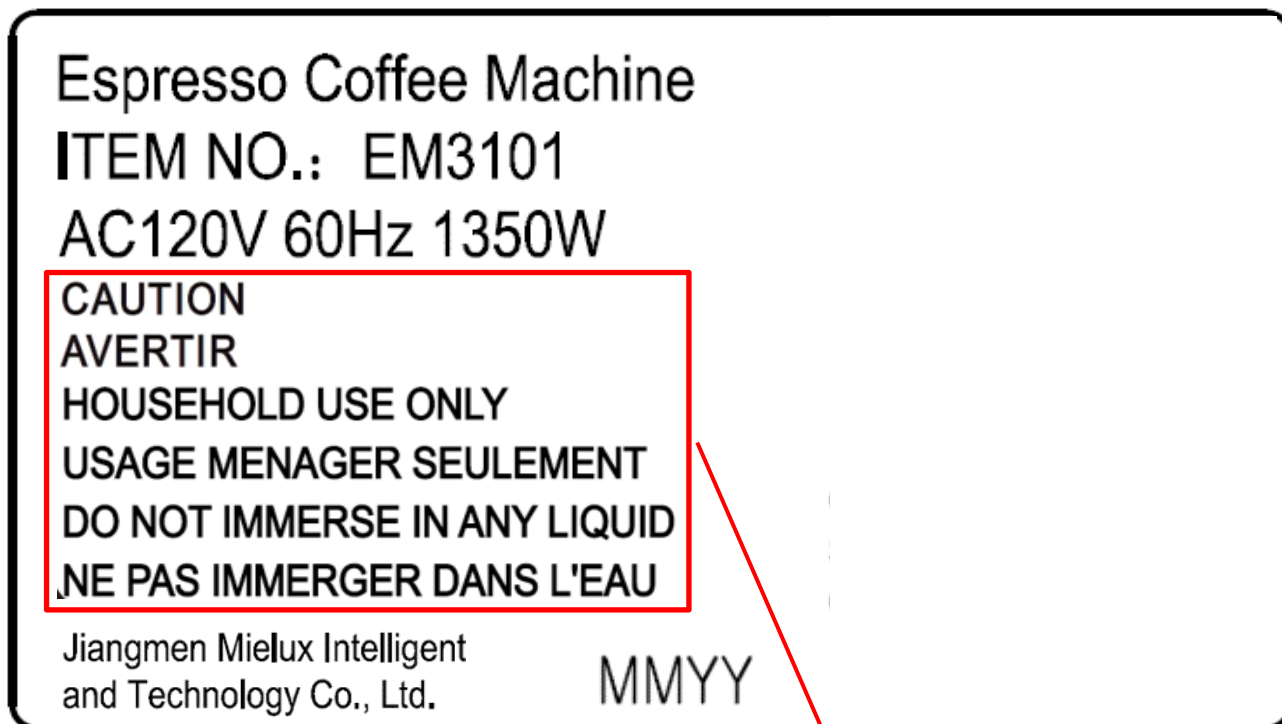 Espresso Coffee Machine
ITEM NO.: EM3101
AC120V 60Hz 1350W
CAUTION
AVERTIR
HOUSEHOLD USE ONLY
USAGE MENAGER SEULEMENT
DO NOT IMMERSE IN ANY LIQUID
NE PAS IMMERGER DANS L'EAU
Jiangmen Mielux Intelligent
and Technology Co., Ltd.
MMYY